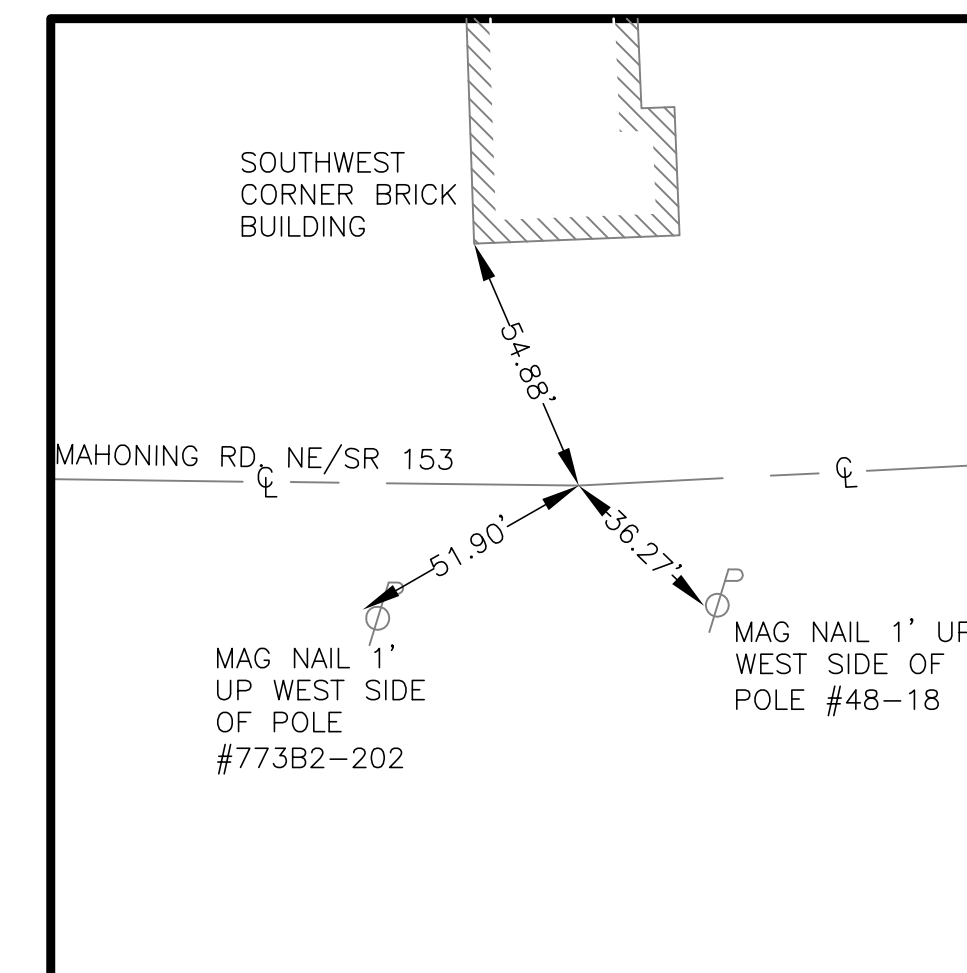 SOUTHWEST
CORNER BRICK
BUILDING
54.88'
MAHONING RD. NE/SR 153
℄
℄
51.90'
36.27'
P
P
MAG NAIL 1'
UP WEST SIDE
OF POLE
#773B2-202
MAG NAIL 1' UP
WEST SIDE OF
POLE #48-18